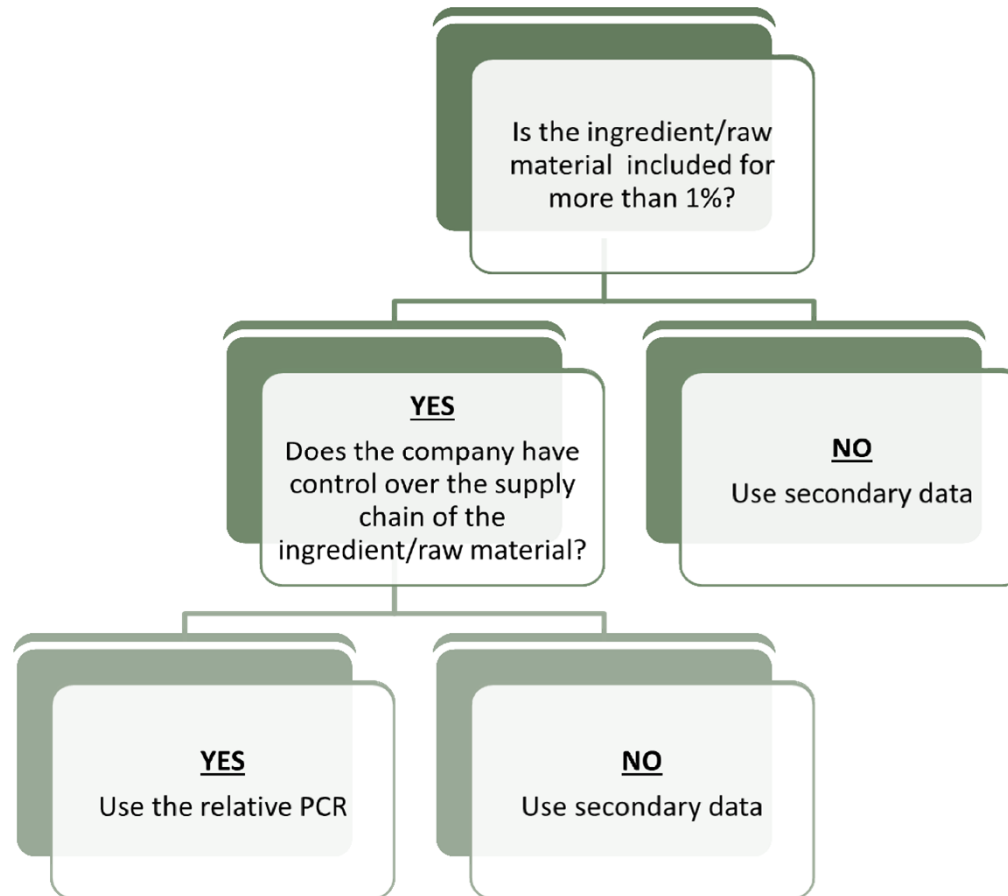 Is the ingredient/raw
material included for
more than 1%?
YES
Does the company have
control over the supply
chain of the
ingredient/raw material?
NO
Use secondary data
YES
Use the relative PCR
NO
Use secondary data